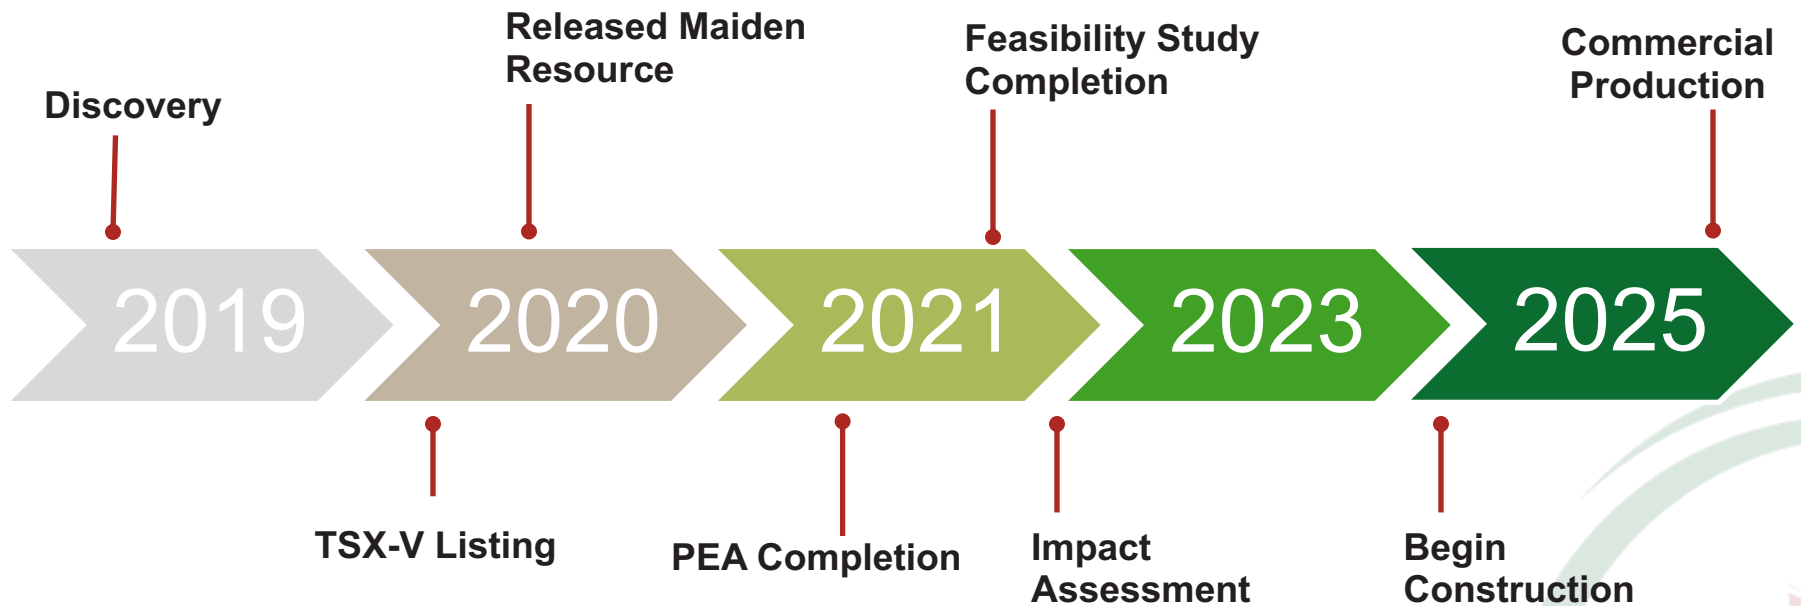 Released Maiden
Resource
Feasibility Study
Completion
Commercial
Production
Discovery
2019
2020
2021
2023
2025
TSX-V Listing
PEA Completion
Impact
Assessment
Begin
Construction